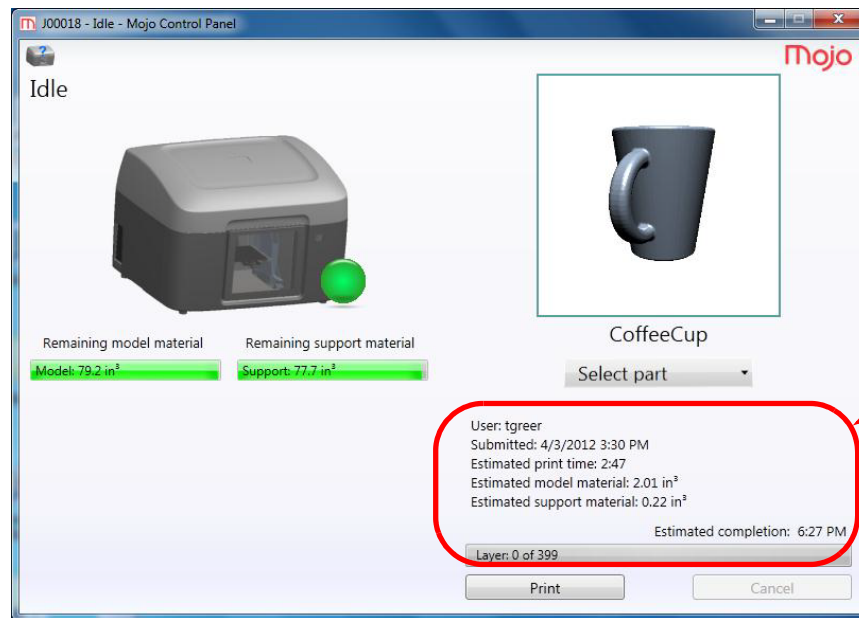 J00018 - Idle - Mojo Control Panel
mojo
Idle
Remaining model material
Remaining support material
Model: 79.2 in³
Support: 77.7 in³
CoffeeCup
Select part
User: tgreer
Submitted: 4/3/2012 3:30 PM
Estimated print time: 2:47
Estimated model material: 2.01 in³
Estimated support material: 0.22 in³
Estimated completion: 6:27 PM
Layer: 0 of 399
Print
Cancel